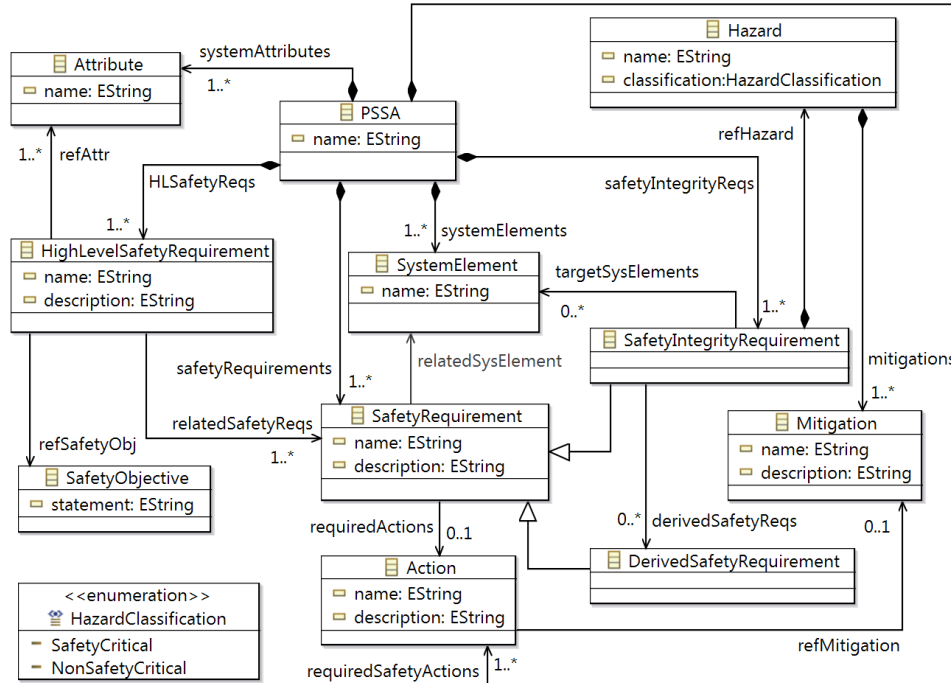 Hazard
name: EString
classification:HazardClassification
systemAttributes
Attribute
name: EString
1..*
PSSA
name: EString
refHazard
1..*
refAttr
HLSafetyReqs
safetyIntegrityReqs
1..*
1..*
systemElements
HighLevelSafetyRequirement
name: EString
description: EString
SystemElement
name: EString
targetSysElements
0..*
1..*
SafetyIntegrityRequirement
relatedSysElement
safetyRequirements
1..*
mitigations
1..*
SafetyRequirement
name: EString
description: EString
relatedSafetyReqs
1..*
Mitigation
name: EString
description: EString
refSafetyObj
SafetyObjective
statement: EString
requiredActions
0..1
0..*
derivedSafetyReqs
0..1
DerivedSafetyRequirement
Action
name: EString
description: EString
<<enumeration>>
HazardClassification
SafetyCritical
NonSafetyCritical
refMitigation
requiredSafetyActions
1..*